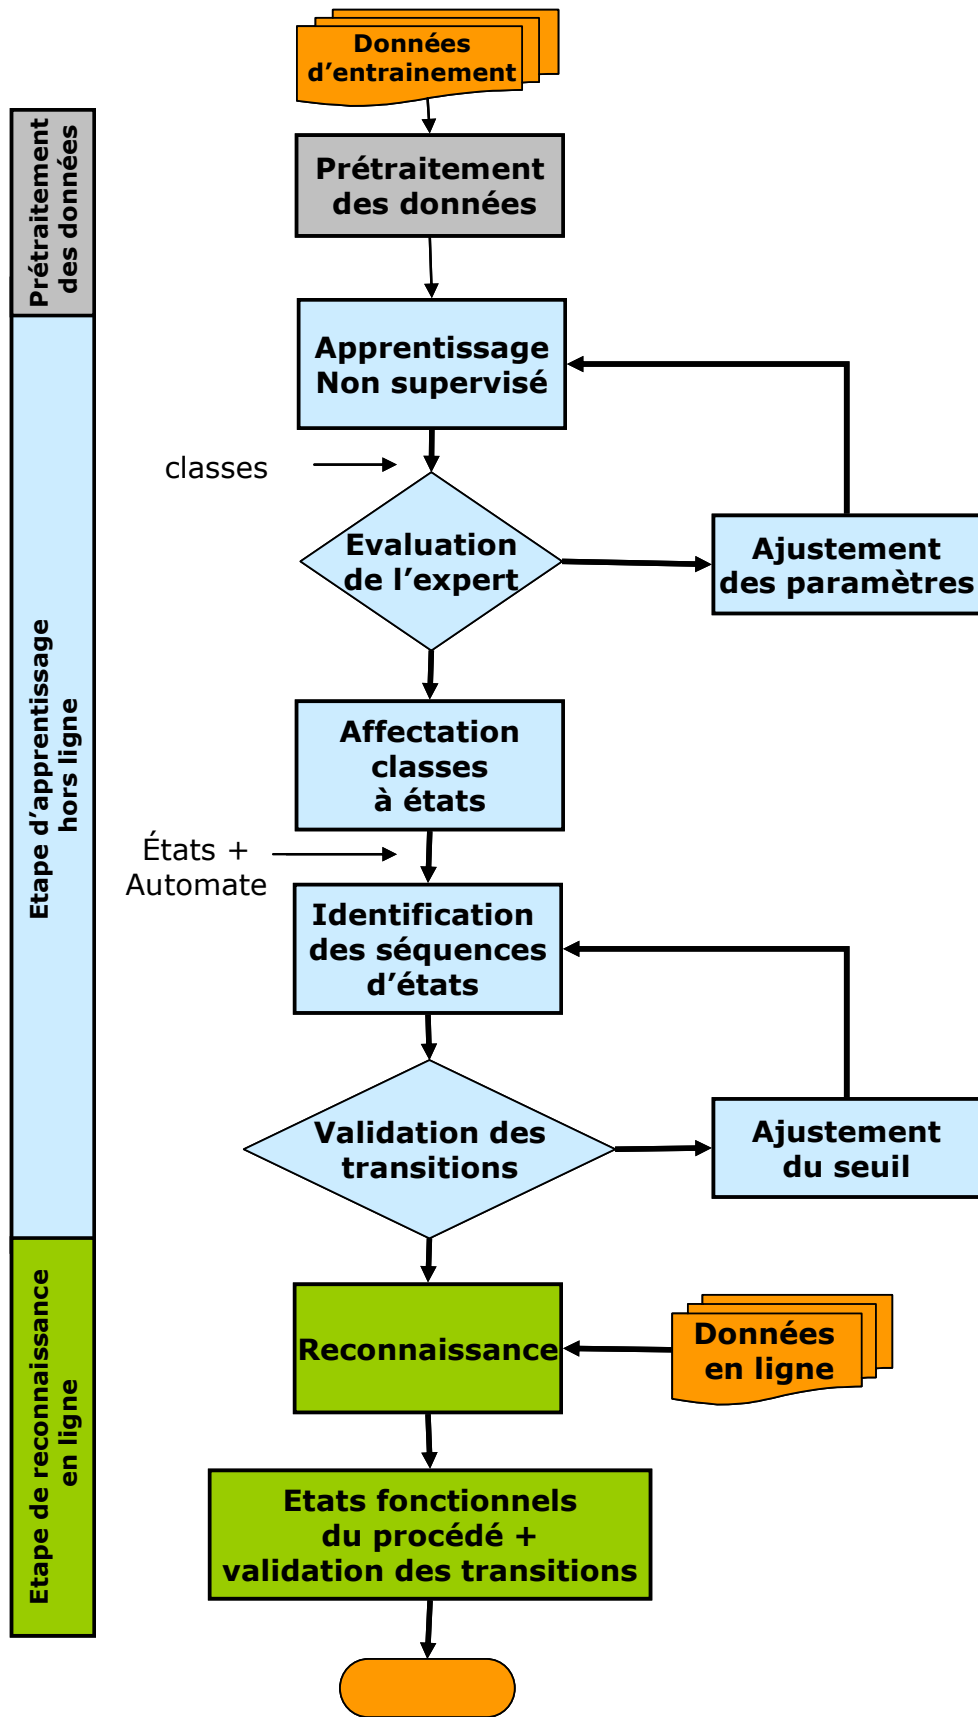 Données
d’entrainement
Prétraitement
des données
Prétraitement
des données
Apprentissage
Non supervisé
classes
Evaluation
de l’expert
Ajustement
des paramètres
Etape d’apprentissage
hors ligne
Affectation
classes
à états
États +
Automate
Identification
des séquences
d’états
Validation des
transitions
Ajustement
du seuil
Etape de reconnaissance
en ligne
Reconnaissance
Données
en ligne
Etats fonctionnels
du procédé +
validation des transitions